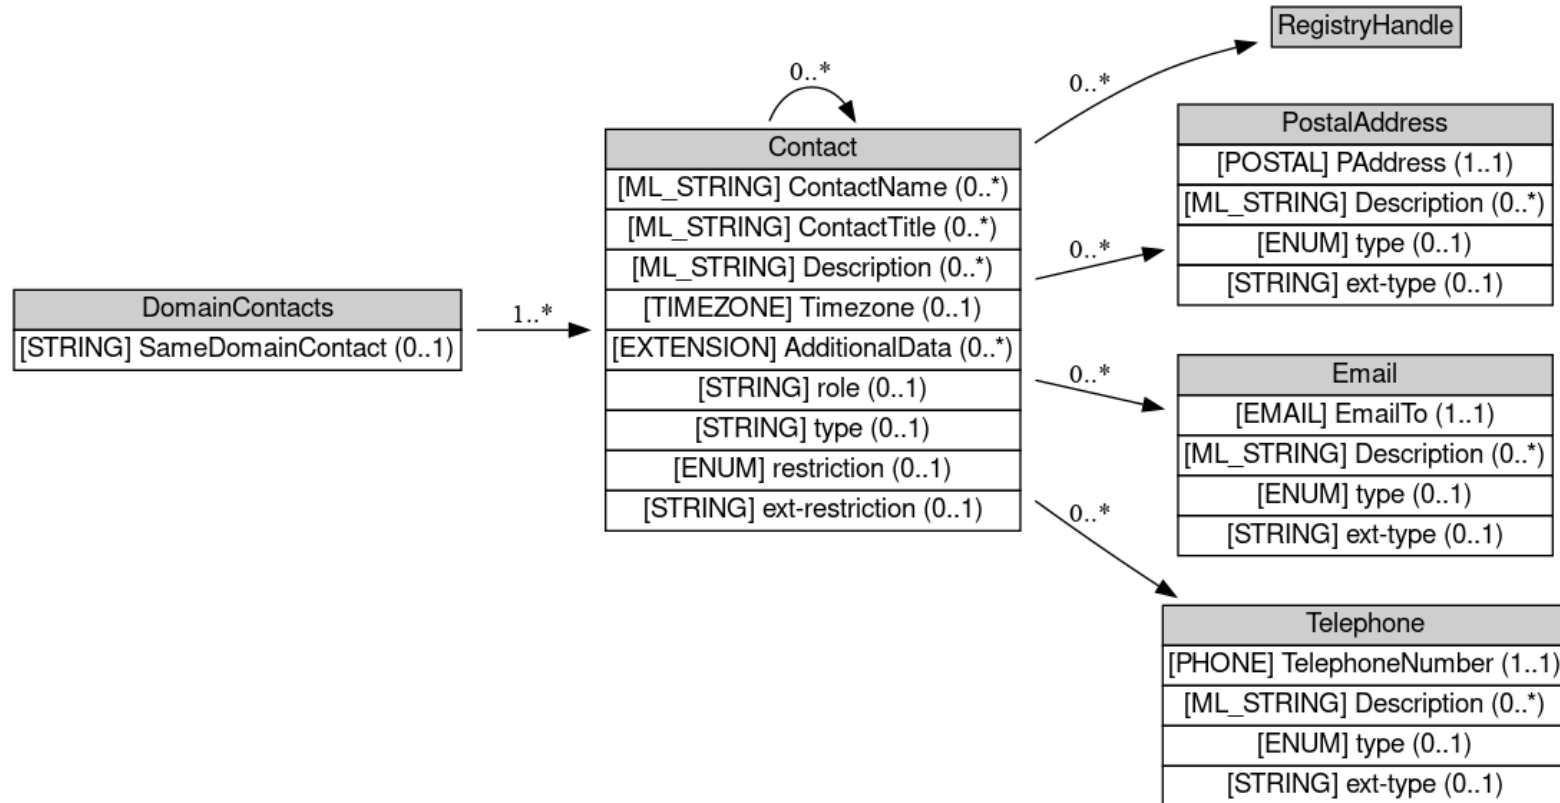 DomainContacts
[STRING] SameDomainContact (0..1)
1..*
0..*
Contact
[ML_STRING] ContactName (0..*)
[ML_STRING] ContactTitle (0..*)
[ML_STRING] Description (0..*)
[TIMEZONE] Timezone (0..1)
[EXTENSION] AdditionalData (0..*)
[STRING] role (0..1)
[STRING] type (0..1)
[ENUM] restriction (0..1)
[STRING] ext-restriction (0..1)
0..*
RegistryHandle
0..*
PostalAddress
[POSTAL] PAddress (1..1)
[ML_STRING] Description (0..*)
[ENUM] type (0..1)
[STRING] ext-type (0..1)
0..*
Email
[EMAIL] EmailTo (1..1)
[ML_STRING] Description (0..*)
[ENUM] type (0..1)
[STRING] ext-type (0..1)
0..*
Telephone
[PHONE] TelephoneNumber (1..1)
[ML_STRING] Description (0..*)
[ENUM] type (0..1)
[STRING] ext-type (0..1)